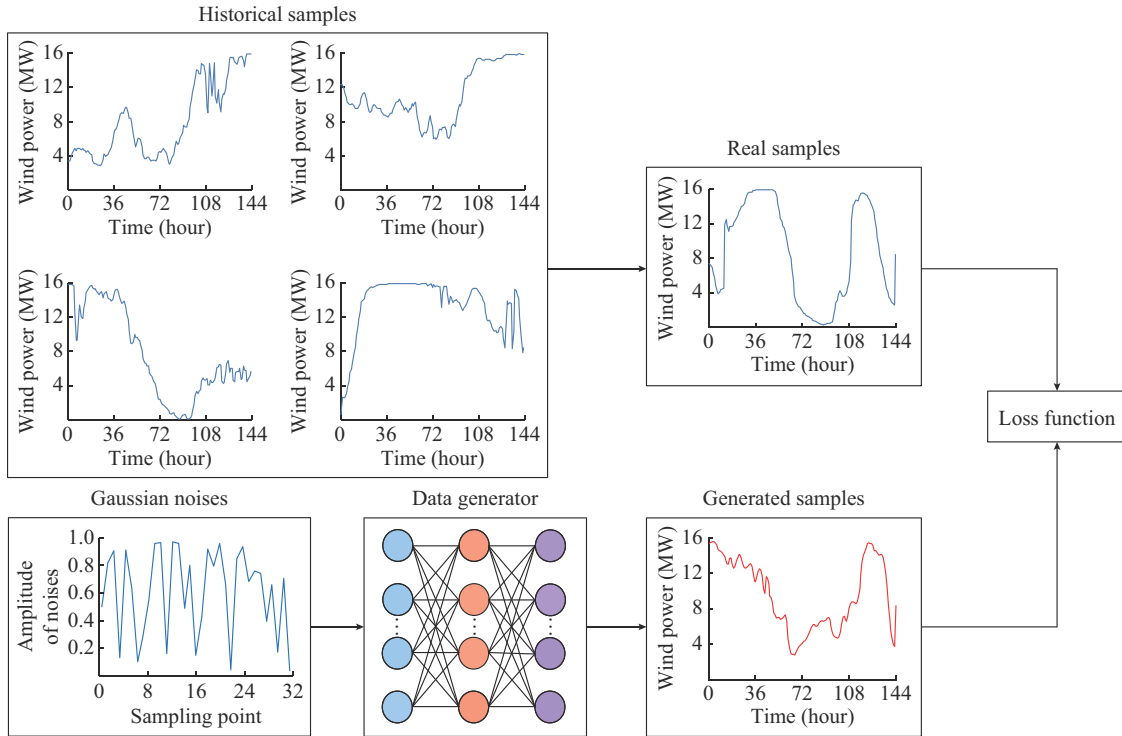 Historical samples
Wind power (MW)
16
12
8
4
0 36 72 108 144
Time (hour)
Wind power (MW)
16
12
8
4
0 36 72 108 144
Time (hour)
Wind power (MW)
16
12
8
4
0 36 72 108 144
Time (hour)
Wind power (MW)
16
12
8
4
0 36 72 108 144
Time (hour)
Real samples
Wind power (MW)
16
12
8
4
0 36 72 108 144
Time (hour)
Loss function
Gaussian noises
Amplitude
of noises
1.0
0.8
0.6
0.4
0.2
0 8 16 24 32
Sampling point
Data generator
Generated samples
Wind power (MW)
16
12
8
4
0 36 72 108 144
Time (hour)